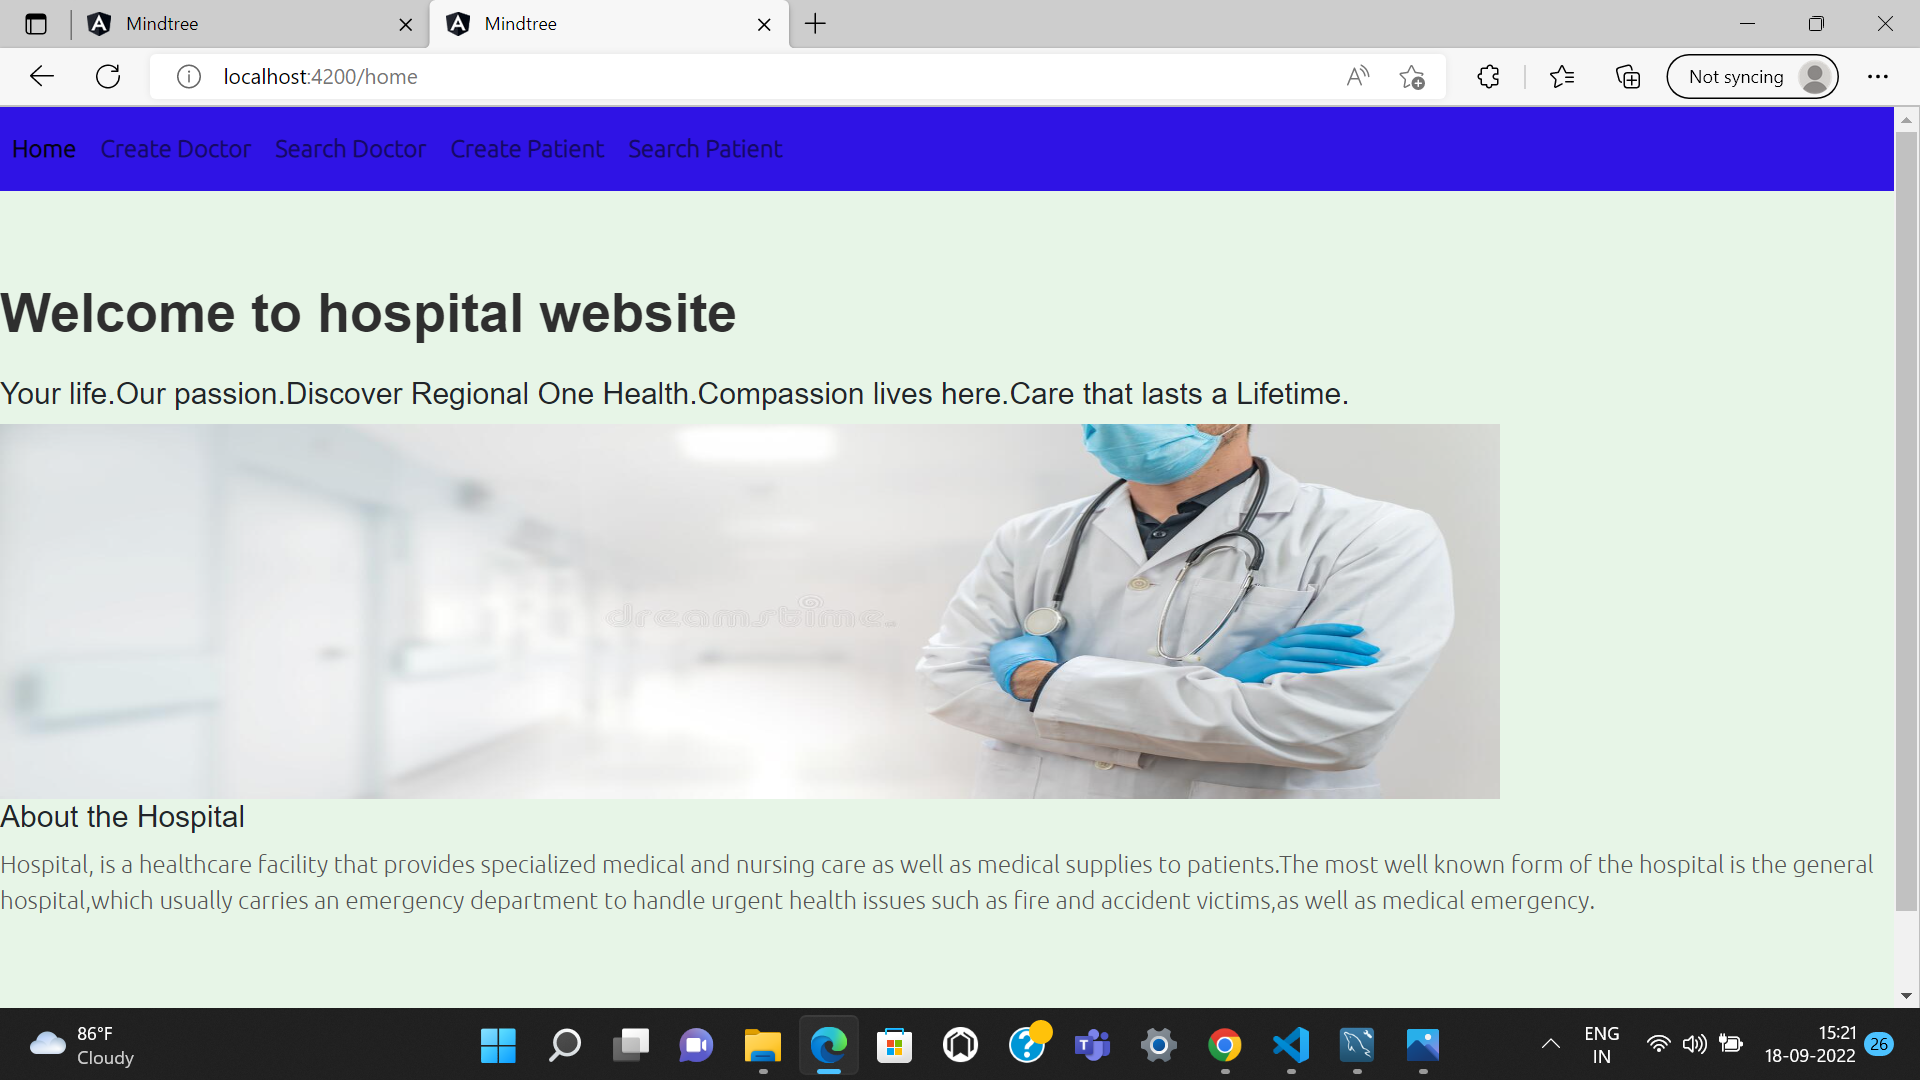 Mindtree
Mindtree
localhost:4200/home
Not syncing
Home Create Doctor Search Doctor Create Patient Search Patient
Welcome to hospital website
Your life.Our passion.Discover Regional One Health.Compassion lives here.Care that lasts a Lifetime.
dreamstime.
About the Hospital
Hospital, is a healthcare facility that provides specialized medical and nursing care as well as medical supplies to patients.The most well known form of the hospital is the general
hospital,which usually carries an emergency department to handle urgent health issues such as fire and accident victims,as well as medical emergency.
86°F
Cloudy
ENG
IN
15:21
18-09-2022
26